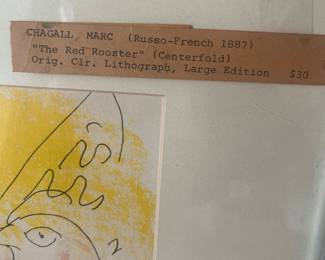 CHAGALL, MARC (Russo-French 1887)
"The Red Rooster" (Centerfold)
Orig. Clr. Lithograph, Large Edition $30